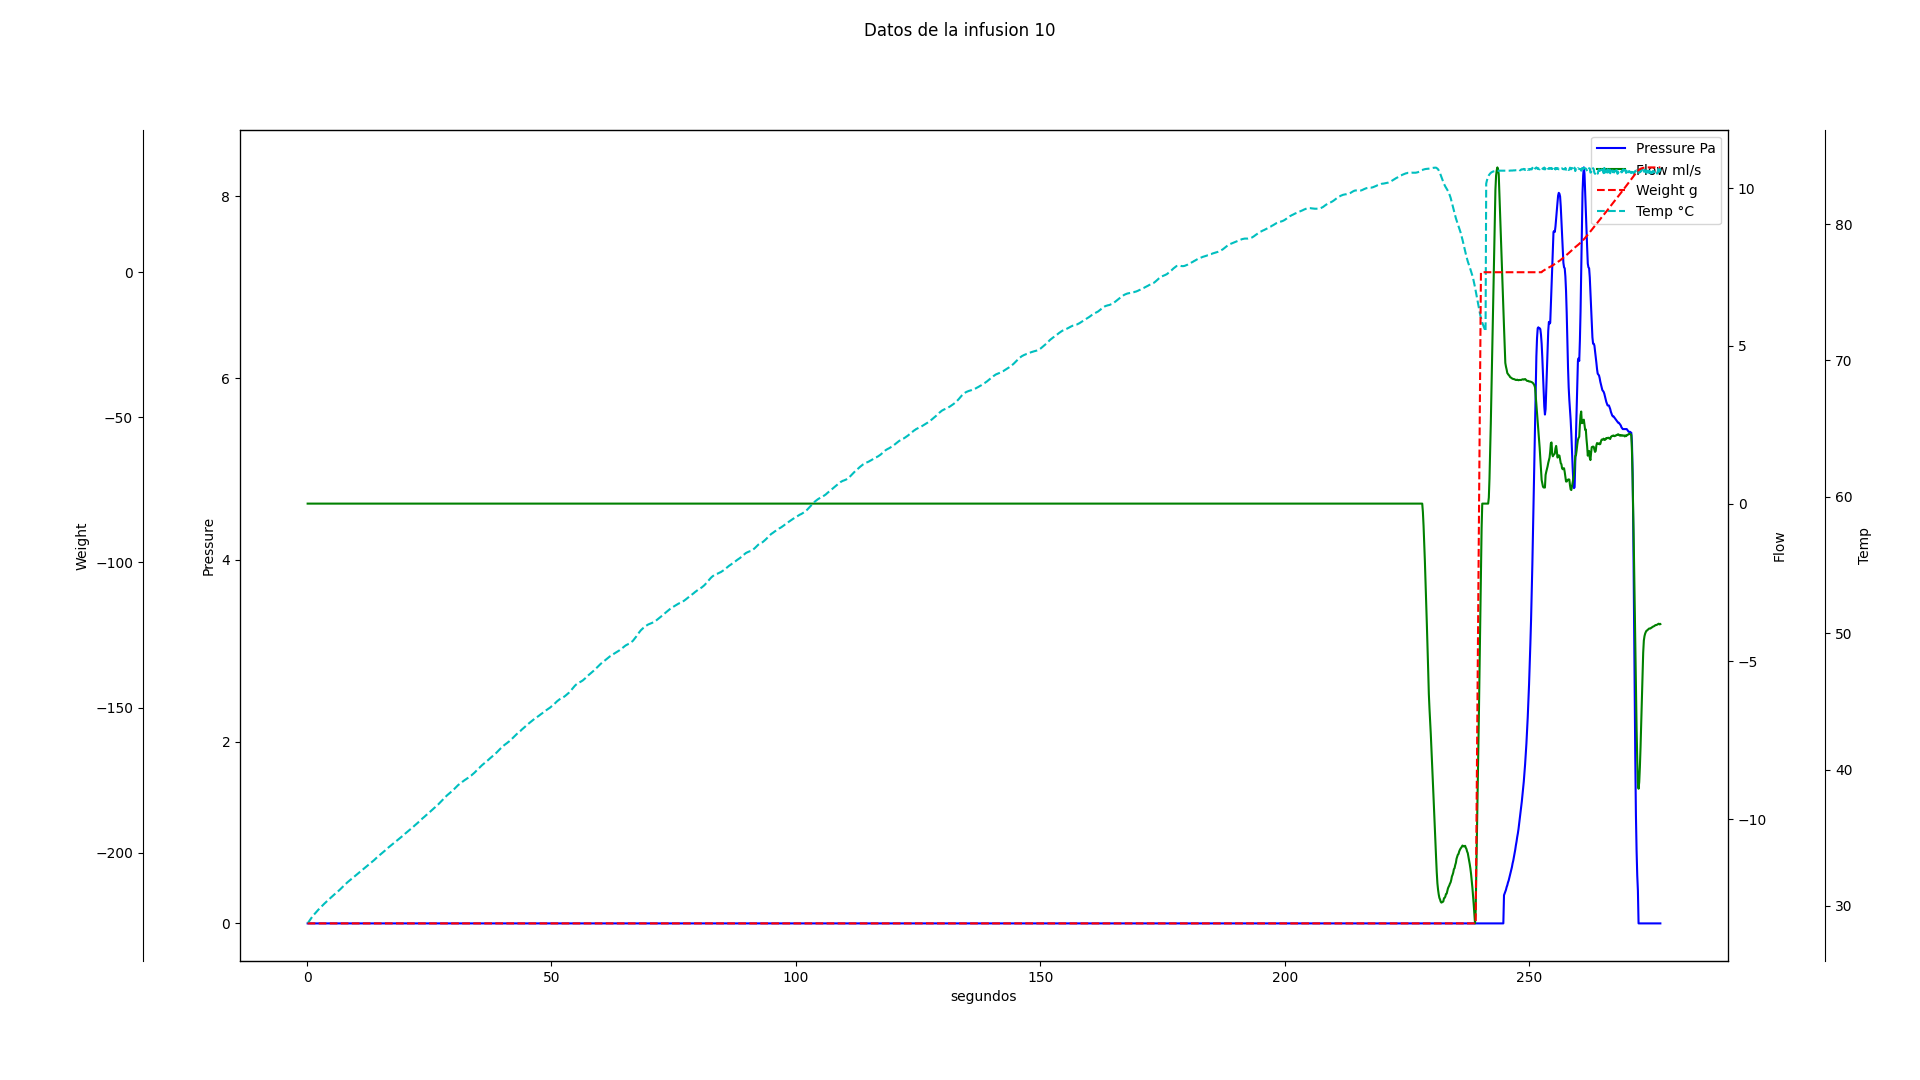 Datos de la infusion 10
Pressure Pa
Flow ml/s
Weight g
Temp °C
Weight
0
−50
−100
−150
−200
Pressure
8
6
4
2
0
Flow
10
5
0
−5
−10
Temp
80
70
60
50
40
30
0 50 100 150 200 250
segundos